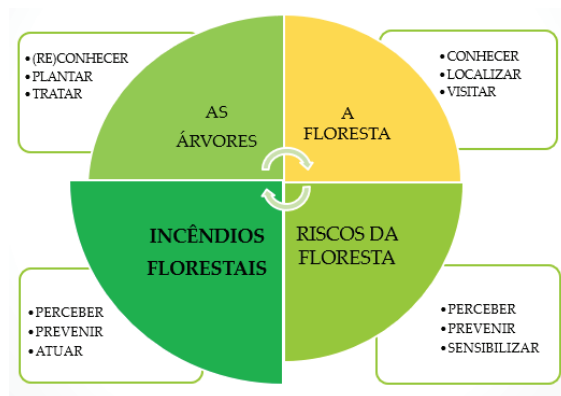 • (RE)CONHECER
• PLANTAR
• TRATAR
AS
ÁRVORES
A
FLORESTA
• CONHECER
• LOCALIZAR
• VISITAR
INCÊNDIOS
FLORESTAIS
RISCOS DA
FLORESTA
• PERCEBER
• PREVENIR
• ATUAR
• PERCEBER
• PREVENIR
• SENSIBILIZAR